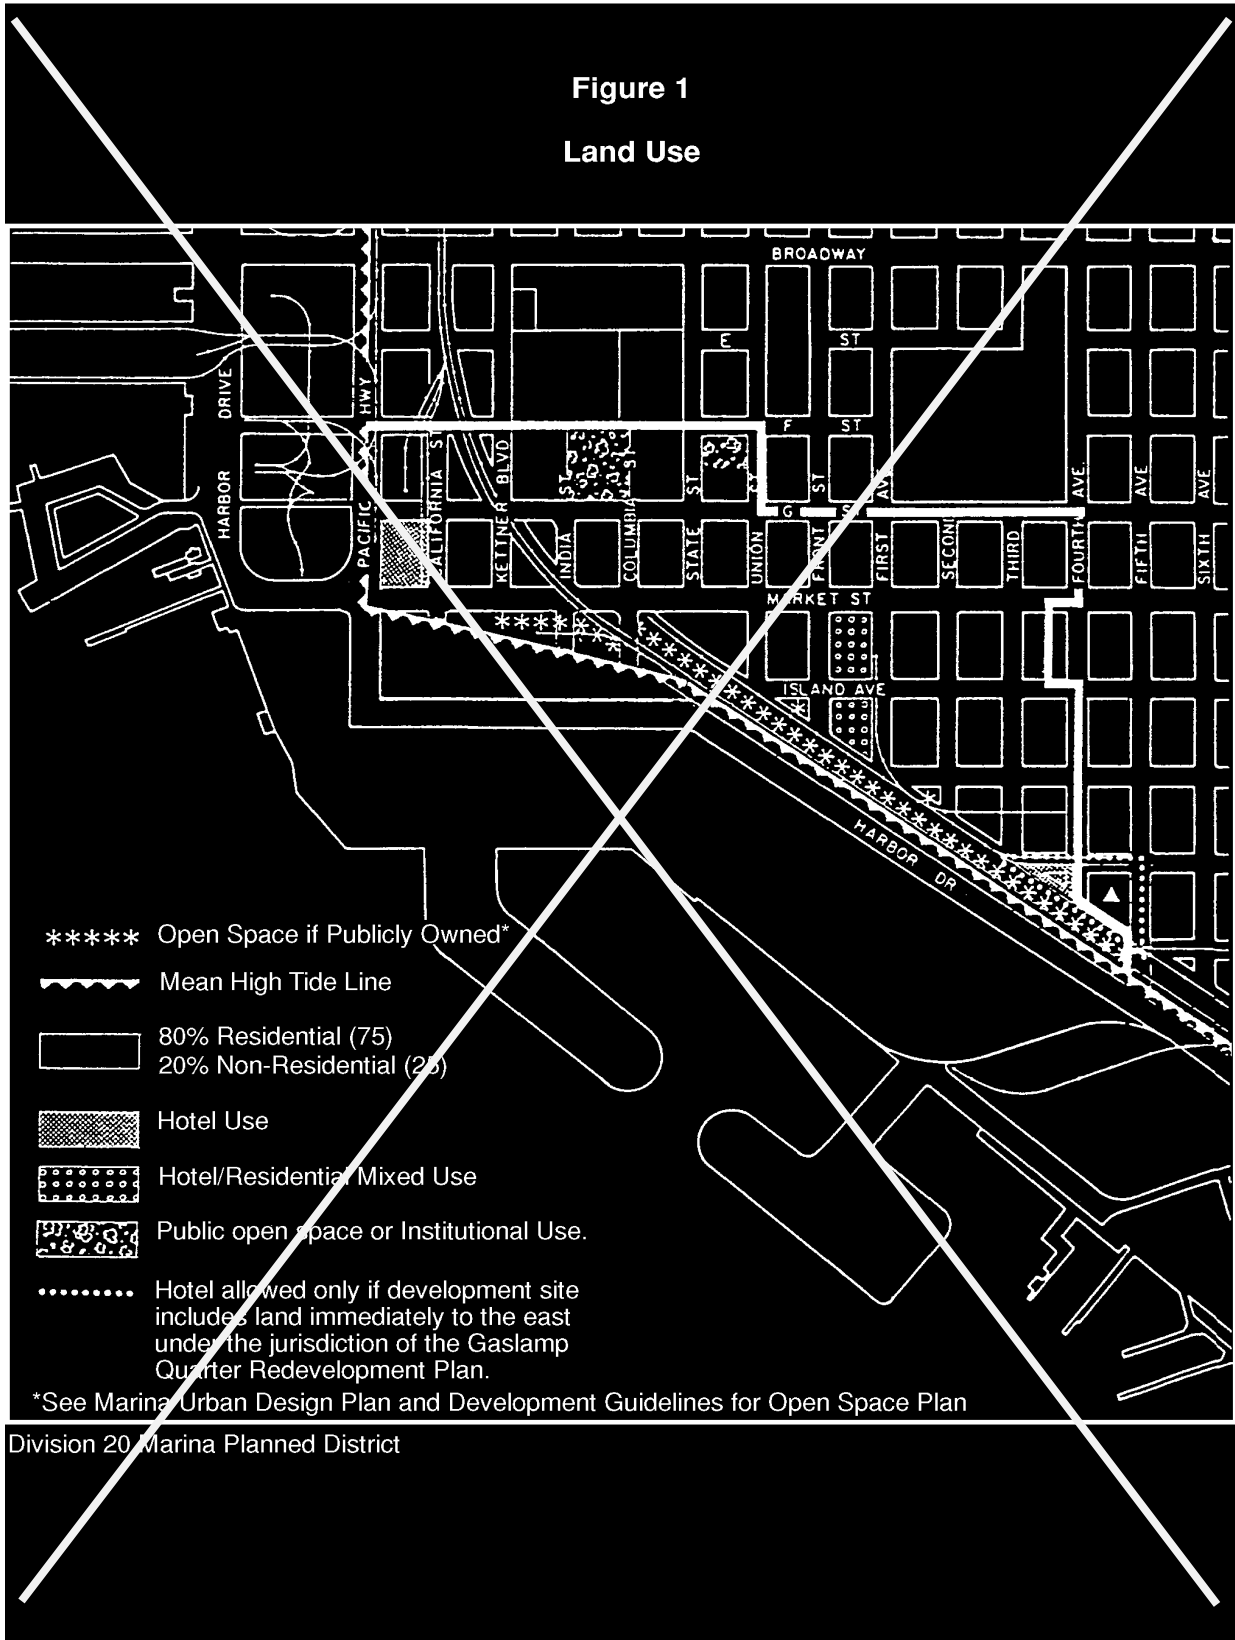 Figure 1
Land Use
BROADWAY
E ST
F ST
G ST
MARKET ST
ISLAND AVE
HARBOR DR
HARBOR DRIVE
PACIFIC HWY
CALIFORNIA ST
KETTNER BLVD
INDIA ST
COLUMBIA ST
STATE ST
UNION ST
FRONT ST
FIRST AVE
SECOND
THIRD
FOURTH AVE.
FIFTH AVE
SIXTH AVE
***** Open Space if Publicly Owned*
Mean High Tide Line
80% Residential (75)
20% Non-Residential (25)
Hotel Use
Hotel/Residential Mixed Use
Public open space or Institutional Use.
Hotel allowed only if development site
includes land immediately to the east
under the jurisdiction of the Gaslamp
Quarter Redevelopment Plan.
*See Marina Urban Design Plan and Development Guidelines for Open Space Plan
Division 20 Marina Planned District